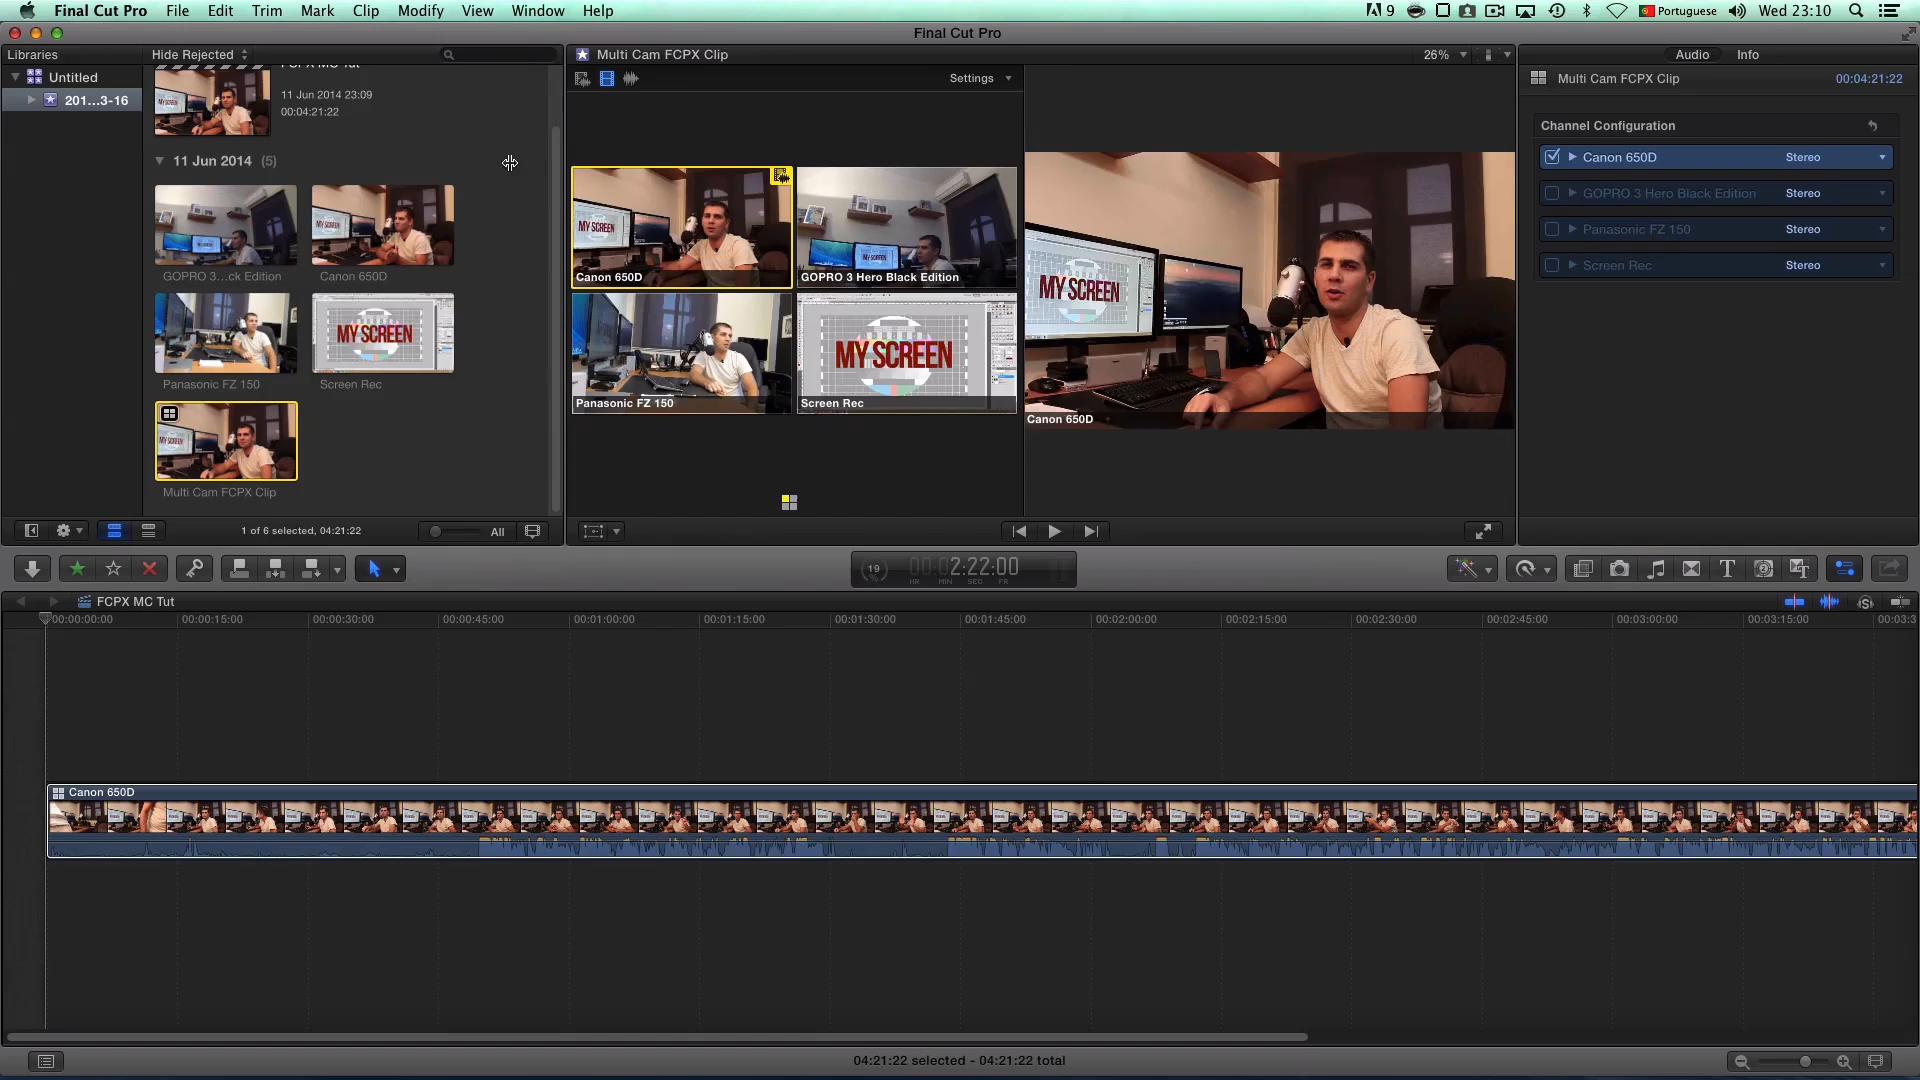 Final Cut Pro File Edit Trim Mark Clip Modify View Window Help 9 Portuguese Wed 23:10
Final Cut Pro
Libraries Hide Rejected
Untitled
201...3-16
11 Jun 2014 23:09
00:04:21:22
11 Jun 2014 (5)
GOPRO 3...ck Edition Canon 650D
Panasonic FZ 150 Screen Rec
Multi Cam FCPX Clip
1 of 6 selected, 04:21:22 All
Multi Cam FCPX Clip 26%
Settings
MY SCREEN
Canon 650D GOPRO 3 Hero Black Edition
MY SCREEN
Panasonic FZ 150 Screen Rec
MY SCREEN
Canon 650D
Audio Info
Multi Cam FCPX Clip 00:04:21:22
Channel Configuration
Canon 650D Stereo
GOPRO 3 Hero Black Edition Stereo
Panasonic FZ 150 Stereo
Screen Rec Stereo
19 00:02:22:00
HR MIN SEC FR
FCPX MC Tut
00:00:00:00 00:00:15:00 00:00:30:00 00:00:45:00 00:01:00:00 00:01:15:00 00:01:30:00 00:01:45:00 00:02:00:00 00:02:15:00 00:02:30:00 00:02:45:00 00:03:00:00 00:03:15:00 00:03:3
Canon 650D
04:21:22 selected - 04:21:22 total